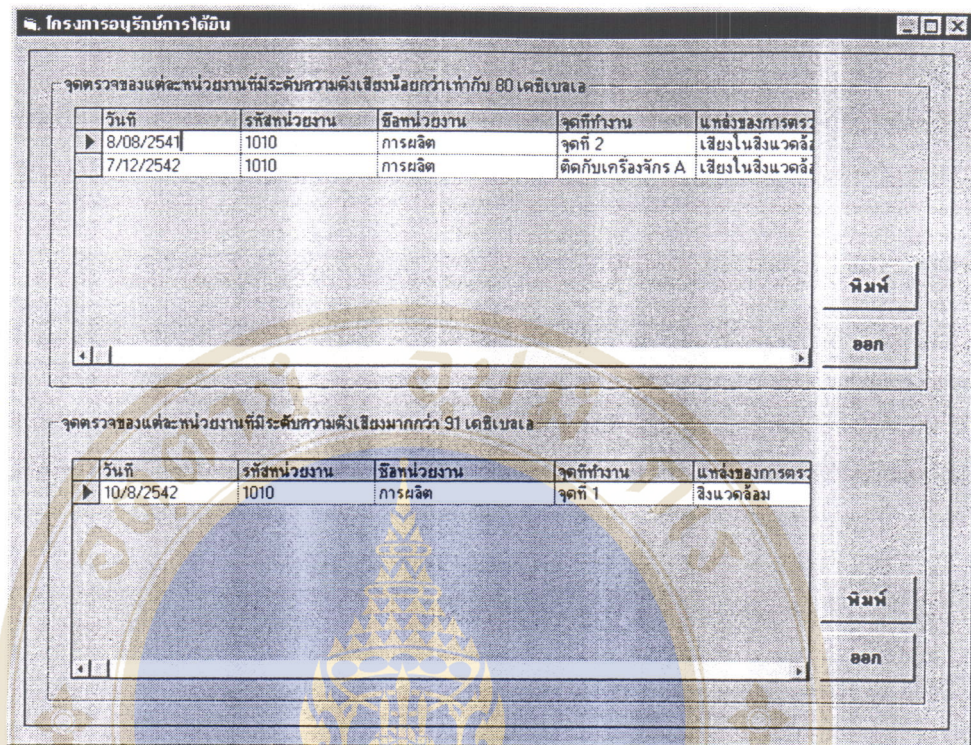 โครงการอนุรักษ์การได้ยิน
จุดตรวจของแต่ละหน่วยงานที่มีระดับความดังเสียงน้อยกว่าเท่ากับ 80 เดซิเบลเอ
วันที่ รหัสหน่วยงาน ชื่อหน่วยงาน จุดที่ทำงาน แหล่งของการตรว
8/08/2541 1010 การผลิต จุดที่ 2 เสียงในสิ่งแวดล้อ
7/12/2542 1010 การผลิต ติดกับเครื่องจักร A เสียงในสิ่งแวดล้อ
พิมพ์
ออก
จุดตรวจของแต่ละหน่วยงานที่มีระดับความดังเสียงมากกว่า 91 เดซิเบลเอ
วันที่ รหัสหน่วยงาน ชื่อหน่วยงาน จุดที่ทำงาน แหล่งของการตรว
10/8/2542 1010 การผลิต จุดที่ 1 สิ่งแวดล้อม
พิมพ์
ออก